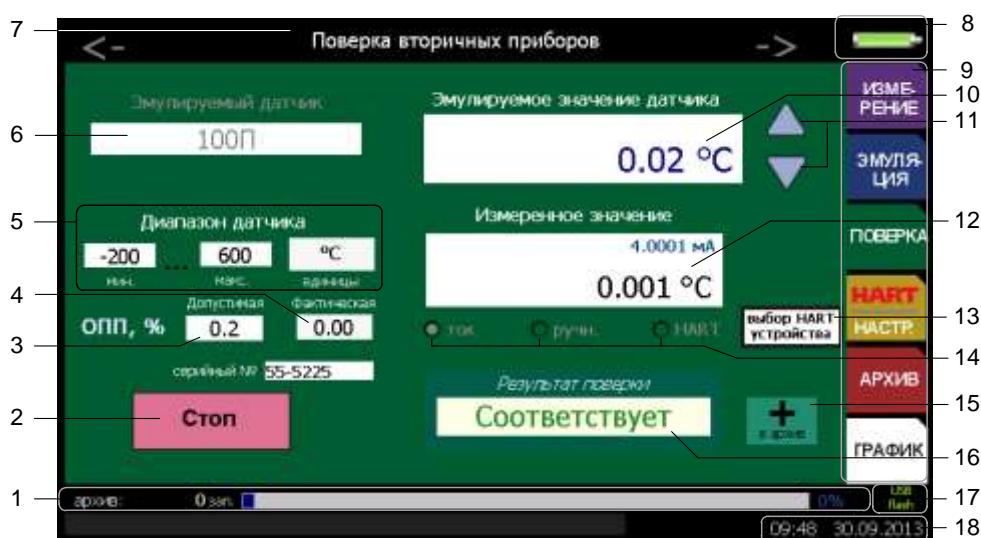 7
<- Поверка вторичных приборов ->
8
9
ИЗМЕ-
РЕНИЕ
Эмулируемый датчик
Эмулируемое значение датчика
10
11
6
100П
0.02 °C
ЭМУЛЯ-
ЦИЯ
5
Диапазон датчика
Измеренное значение
12
-200 ... 600 °C
мин. макс. единицы
4.0001 мА
0.001 °C
ПОВЕРКА
4
Допустимая Фактическая
3
ОПП, % 0.2 0.00
ток ручн. HART
выбор HART
устройства
13
HART
НАСТР.
14
серийный № 55-5225
Результат поверки
АРХИВ
2
Стоп
Соответствует
+
в архив
15
ГРАФИК
16
1
архив: 0 зап. 0%
USB
flash
17
09:48 30.09.2013
18